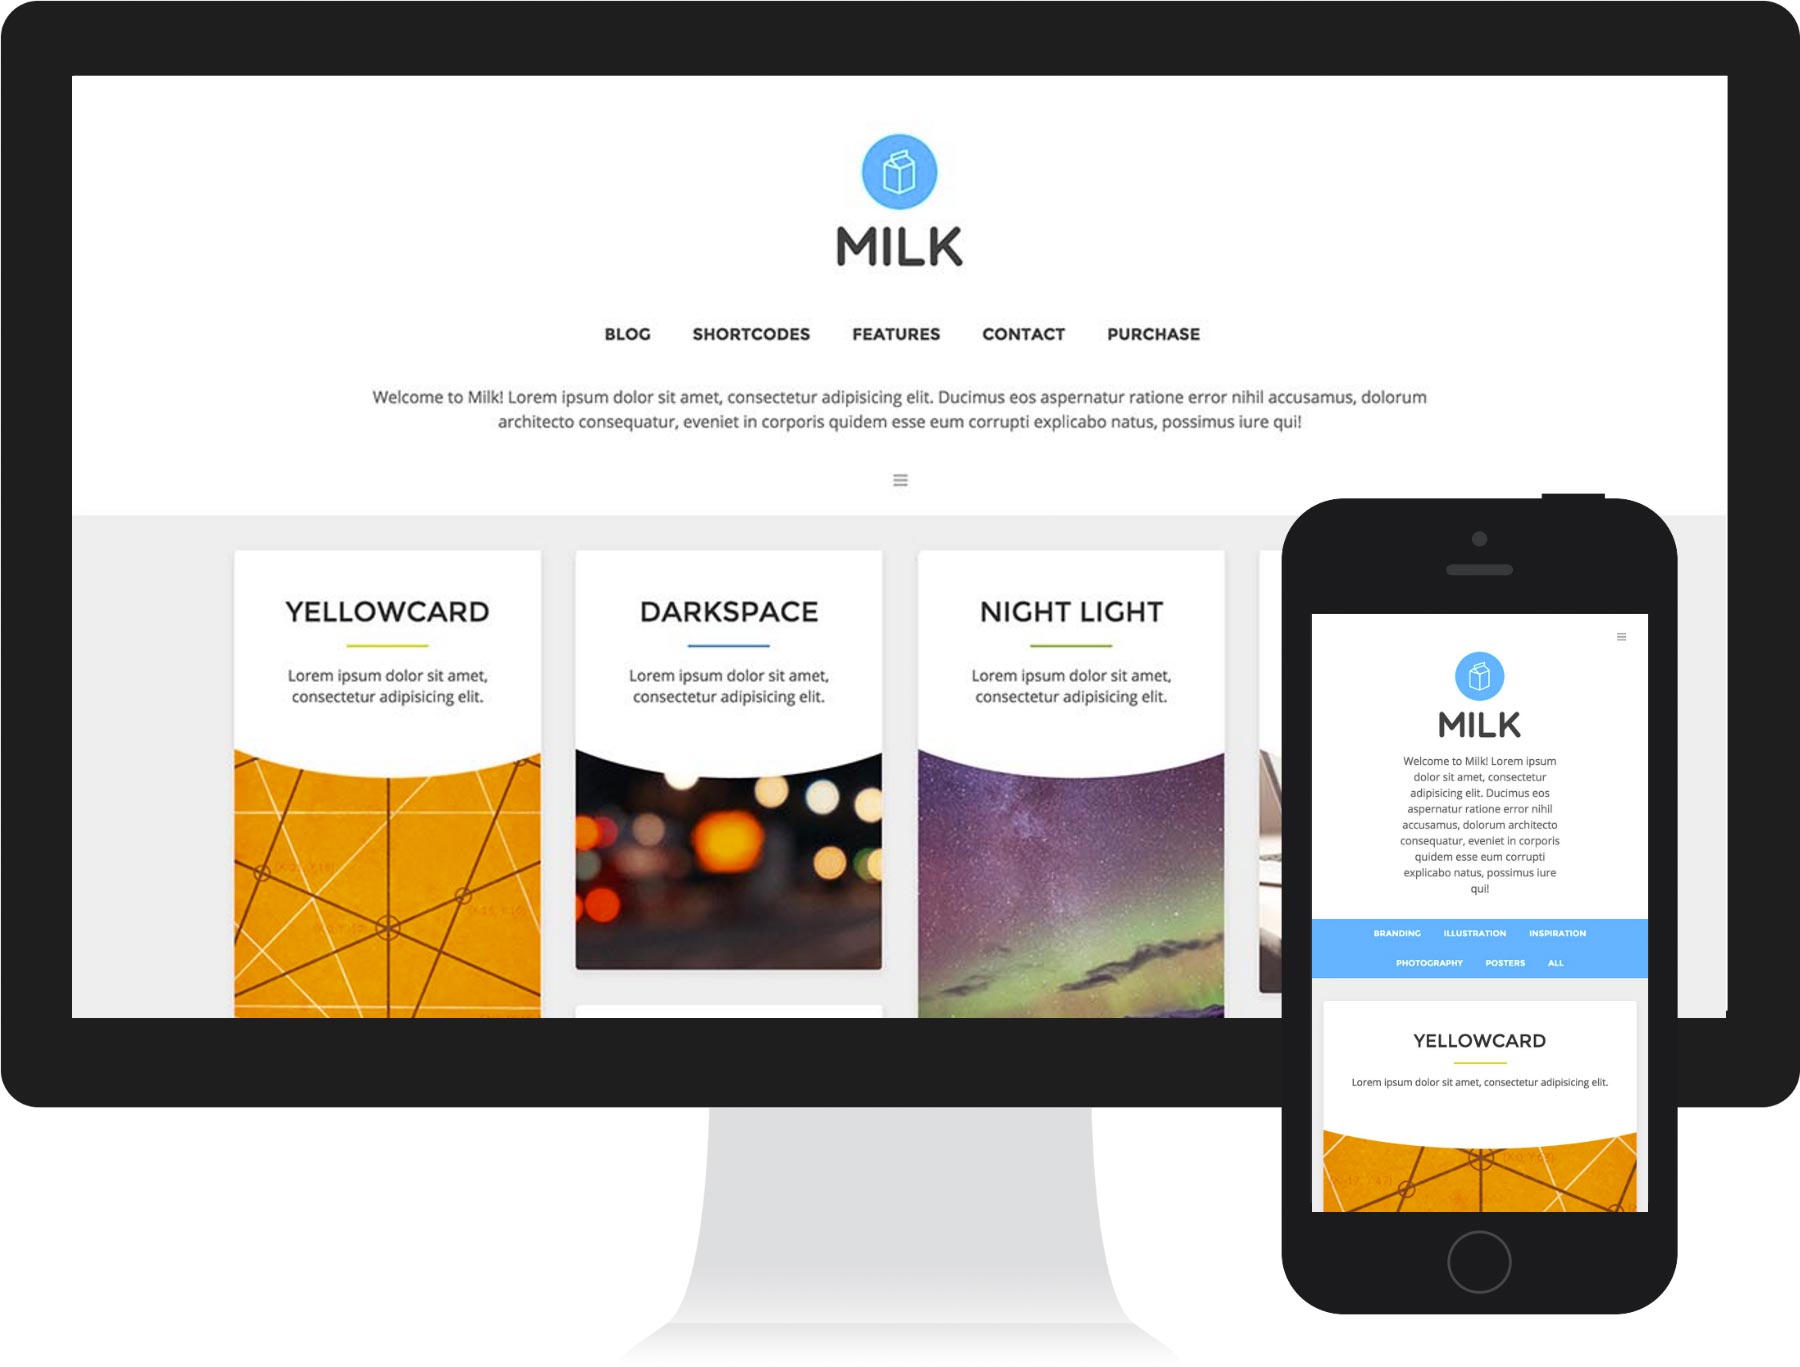 MILK
BLOG SHORTCODES FEATURES CONTACT PURCHASE
Welcome to Milk! Lorem ipsum dolor sit amet, consectetur adipisicing elit. Ducimus eos aspernatur ratione error nihil accusamus, dolorum
architecto consequatur, eveniet in corporis quidem esse eum corrupti explicabo natus, possimus iure qui!
YELLOWCARD
Lorem ipsum dolor sit amet,
consectetur adipisicing elit.
DARKSPACE
Lorem ipsum dolor sit amet,
consectetur adipisicing elit.
NIGHT LIGHT
Lorem ipsum dolor sit amet,
consectetur adipisicing elit.
MILK
Welcome to Milk! Lorem ipsum
dolor sit amet, consectetur
adipisicing elit. Ducimus eos
aspernatur ratione error nihil
accusamus, dolorum architecto
consequatur, eveniet in corporis
quidem esse eum corrupti
explicabo natus, possimus iure
qui!
BRANDING ILLUSTRATION INSPIRATION
PHOTOGRAPHY POSTERS ALL
YELLOWCARD
Lorem ipsum dolor sit amet, consectetur adipisicing elit.